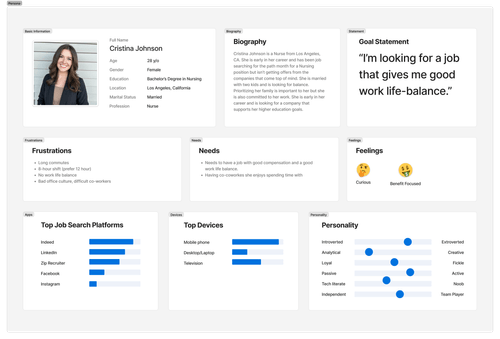 Persona
Basic Information
Full Name
Cristina Johnson
Age 28 y/o
Gender Female
Education Bachelor's Degree in Nursing
Location Los Angeles, California
Marital Status Married
Profession Nurse
Biography
Biography
Cristina Johnson is a Nurse from Los Angeles,
CA. She is early in her career and has been job
searching for the past month for a Nursing
position but isn't getting offers from the
companies that come top of mind. She is married
with two kids and is looking for balance.
Prioritizing her family is important to her but she
is also committed to her work. She is early in her
career and is looking for a company that
supports her higher education goals.
Statement
Goal Statement
“I'm looking for a job
that gives me good
work life-balance.”
Frustrations
Frustrations
Long commutes
8-hour shift (prefer 12 hour)
No work life balance
Bad office culture, difficult co-workers
Needs
Needs
Needs to have a job with good compensation and a good
work life balance.
Having co-workers she enjoys spending time with
Feelings
Feelings
Curious
Benefit Focused
Top Job Search Platforms
Indeed
LinkedIn
Zip Recruiter
Facebook
Instagram
Devices
Top Devices
Mobile phone
Desktop/Laptop
Television
Personality
Personality
Introverted Extroverted
Analytical Creative
Loyal Fickle
Passive Active
Tech literate Noob
Independent Team Player